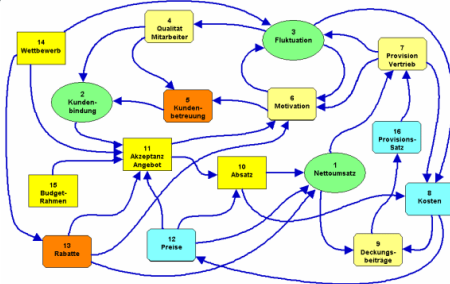 14
Wettbewerb
4
Qualität
Mitarbeiter
3
Fluktuation
7
Provision
Vertrieb
2
Kunden-
bindung
5
Kunden-
betreuung
6
Motivation
16
Provisions-
Satz
11
Akzeptanz
Angebot
10
Absatz
1
Nettoumsatz
15
Budget-
Rahmen
8
Kosten
13
Rabatte
12
Preise
9
Deckungs-
beiträge